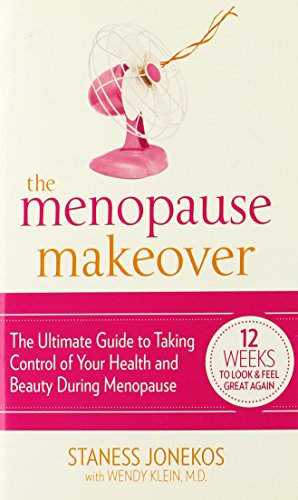 the
menopause
makeover
The Ultimate Guide to Taking
Control of Your Health and
Beauty During Menopause
12
WEEKS
TO LOOK & FEEL
GREAT AGAIN
STANESS JONEKOS
with WENDY KLEIN, M.D.